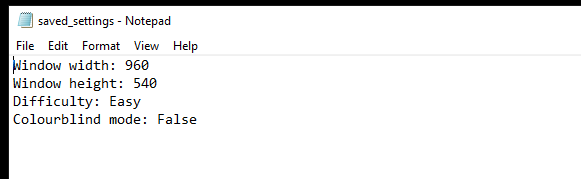 saved_settings - Notepad
File Edit Format View Help
Window width: 960
Window height: 540
Difficulty: Easy
Colourblind mode: False